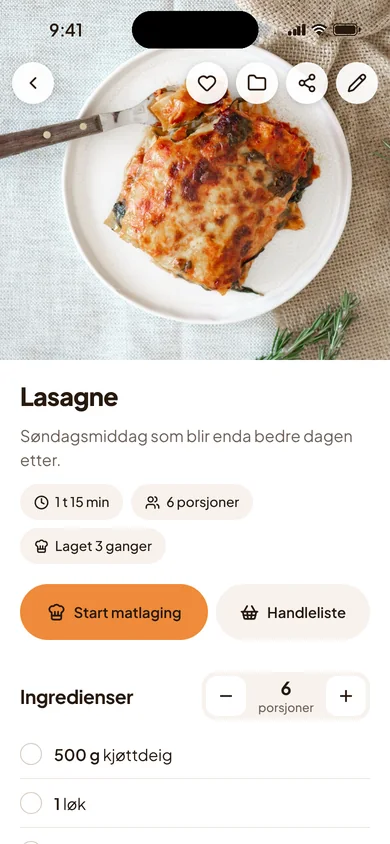 9:41
Lasagne
Søndagsmiddag som blir enda bedre dagen
etter.
1 t 15 min
6 porsjoner
Laget 3 ganger
Start matlaging
Handleliste
Ingredienser
6
porsjoner
500 g kjøttdeig
1 løk